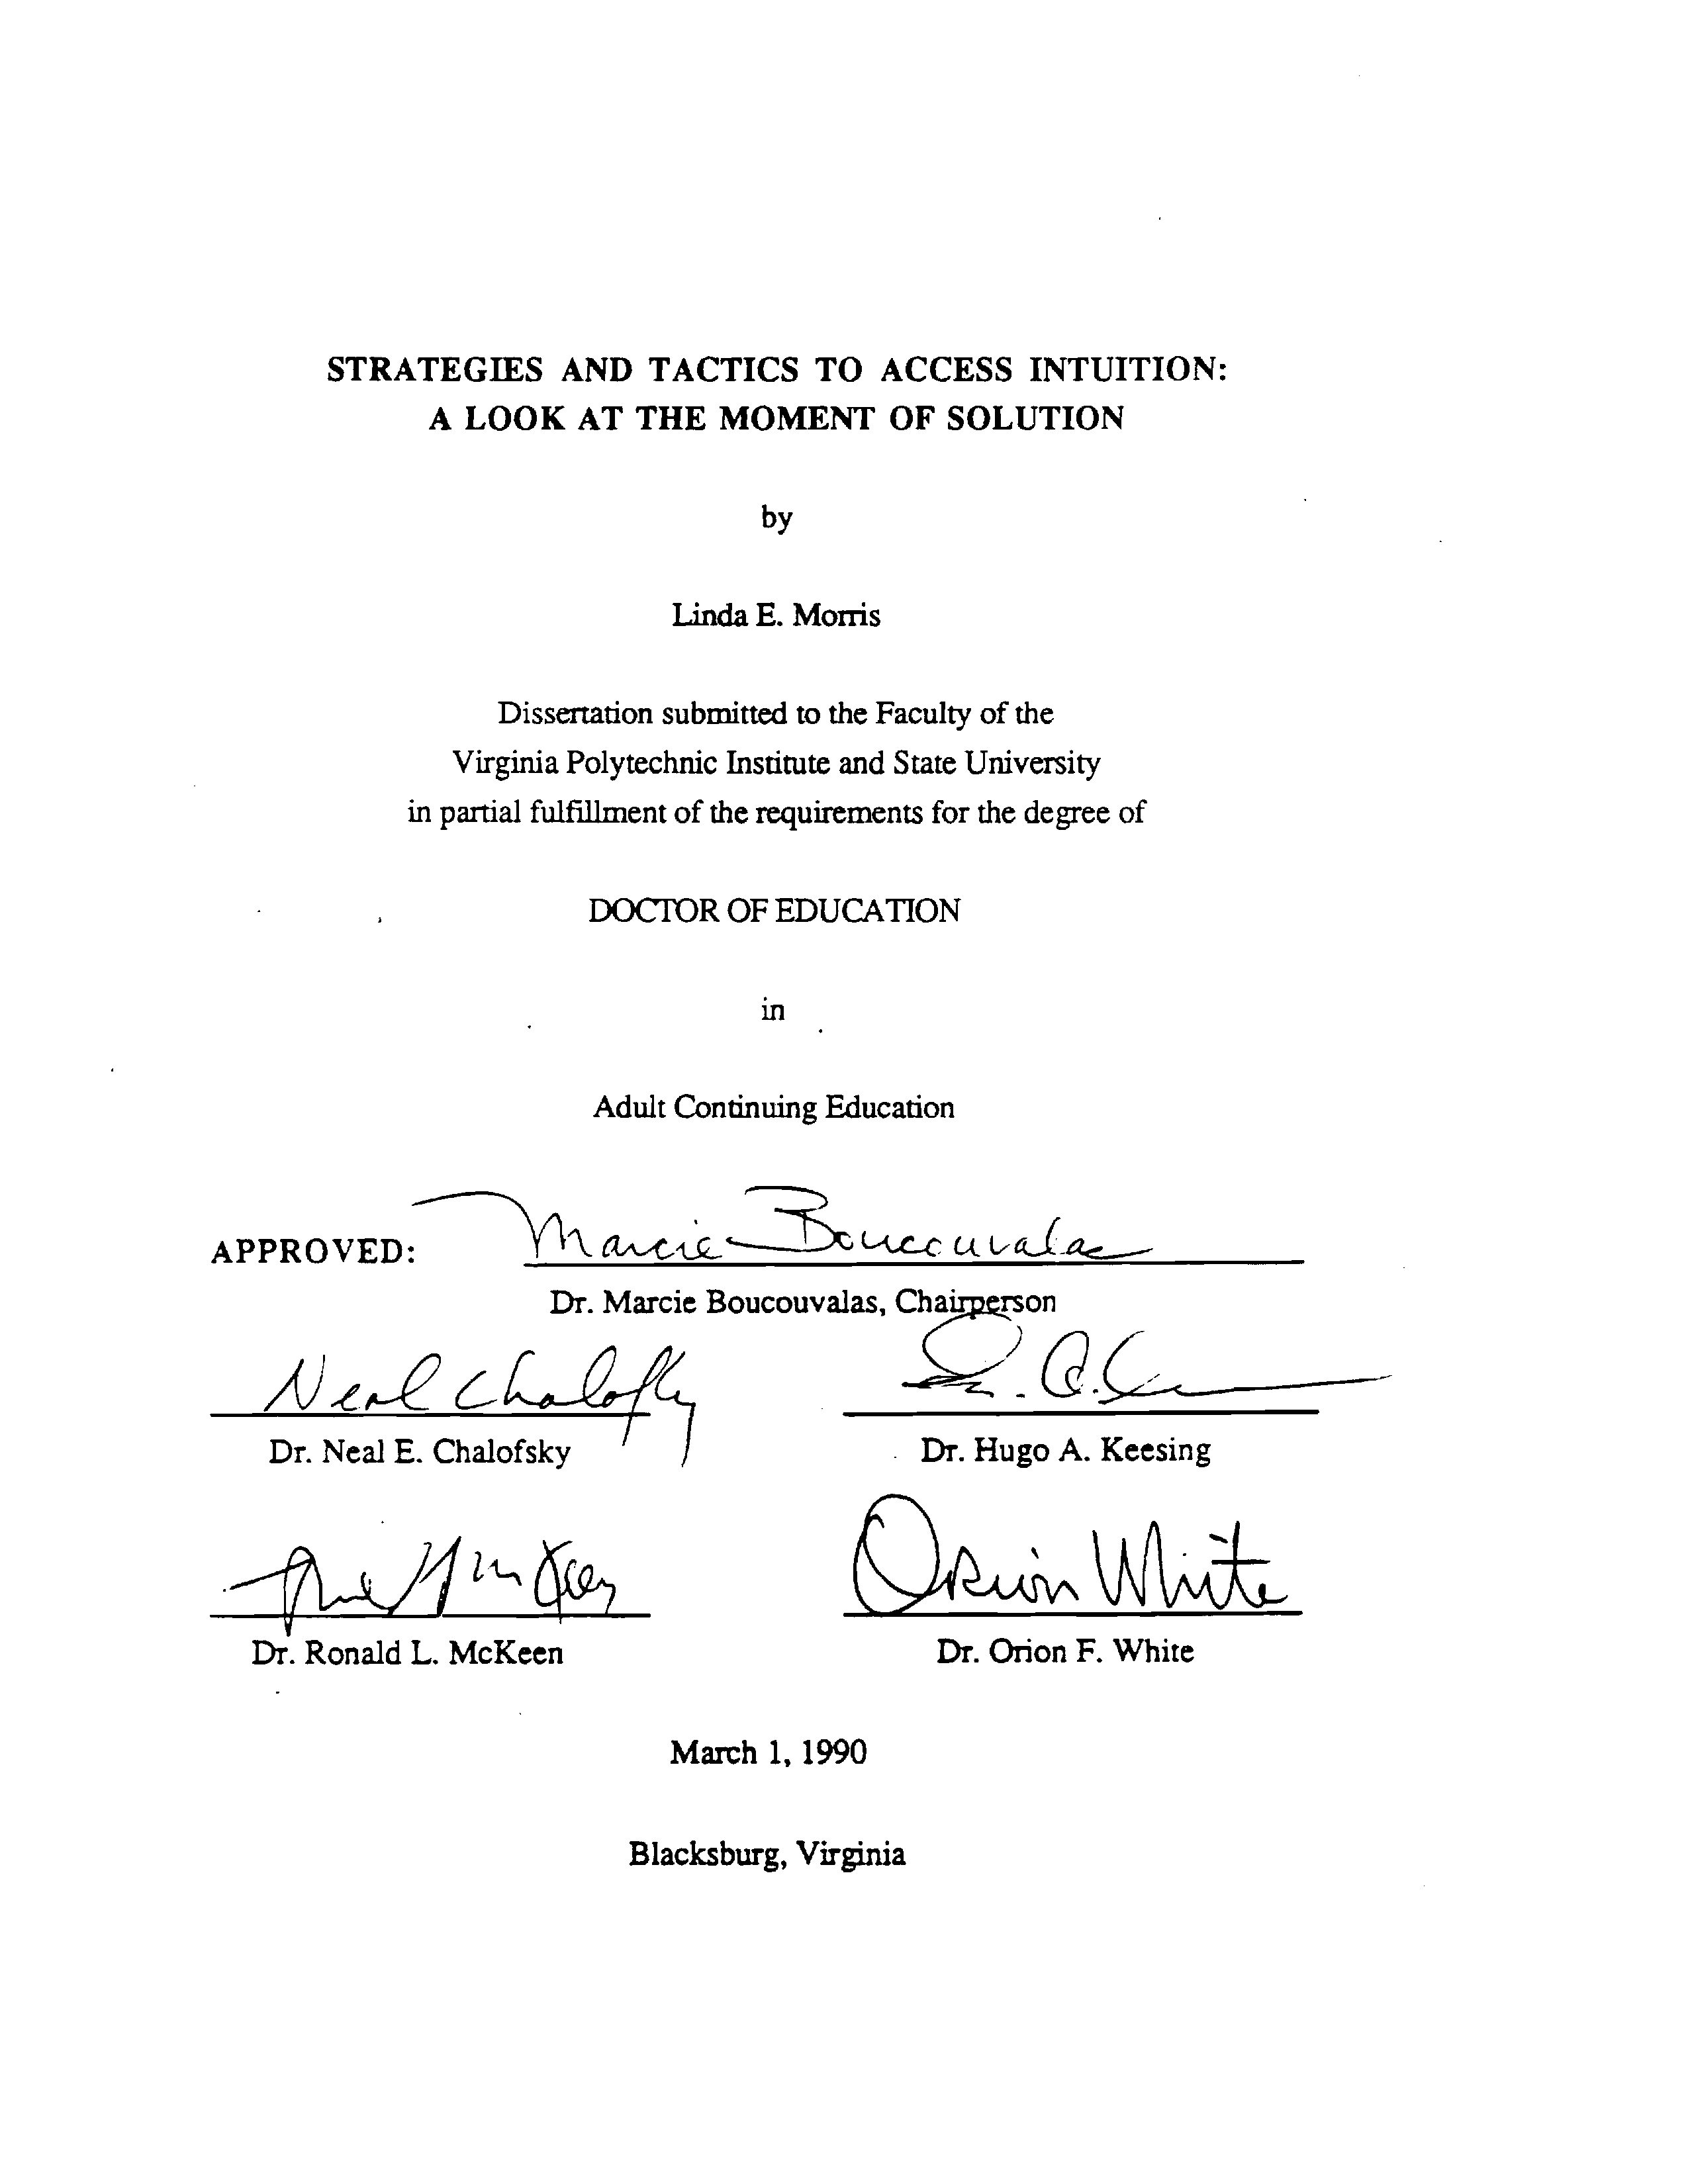 STRATEGIES AND TACTICS TO ACCESS INTUITION:
A LOOK AT THE MOMENT OF SOLUTION
by
Linda E. Morris
Dissertation submitted to the Faculty of the
Virginia Polytechnic Institute and State University
in partial fulfillment of the requirements for the degree of
DOCTOR OF EDUCATION
in
Adult Continuing Education
APPROVED: Marcie Boucouvalas
Dr. Marcie Boucouvalas, Chairperson
Neal Chalofsky
Dr. Neal E. Chalofsky Dr. Hugo A. Keesing
Orion White
Dr. Ronald L. McKeen Dr. Orion F. White
March 1, 1990
Blacksburg, Virginia